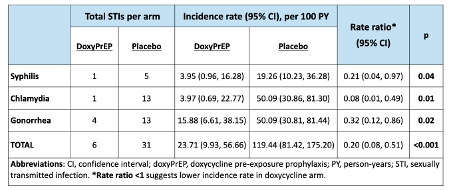 Total STIs per arm Incidence rate (95% CI), per 100 PY Rate ratio* (95% CI) p
DoxyPrEP Placebo DoxyPrEP Placebo
Syphilis 1 5 3.95 (0.96, 16.28) 19.26 (10.23, 36.28) 0.21 (0.04, 0.97) 0.04
Chlamydia 1 13 3.97 (0.69, 22.77) 50.09 (30.86, 81.30) 0.08 (0.01, 0.49) 0.01
Gonorrhea 4 13 15.88 (6.61, 38.15) 50.09 (30.81, 81.44) 0.32 (0.12, 0.86) 0.02
TOTAL 6 31 23.71 (9.93, 56.66) 119.44 (81.42, 175.20) 0.20 (0.08, 0.51) <0.001
Abbreviations: CI, confidence interval; doxyPrEP, doxycycline pre-exposure prophylaxis; PY, person-years; STI, sexually
transmitted infection. *Rate ratio <1 suggests lower incidence rate in doxycycline arm.